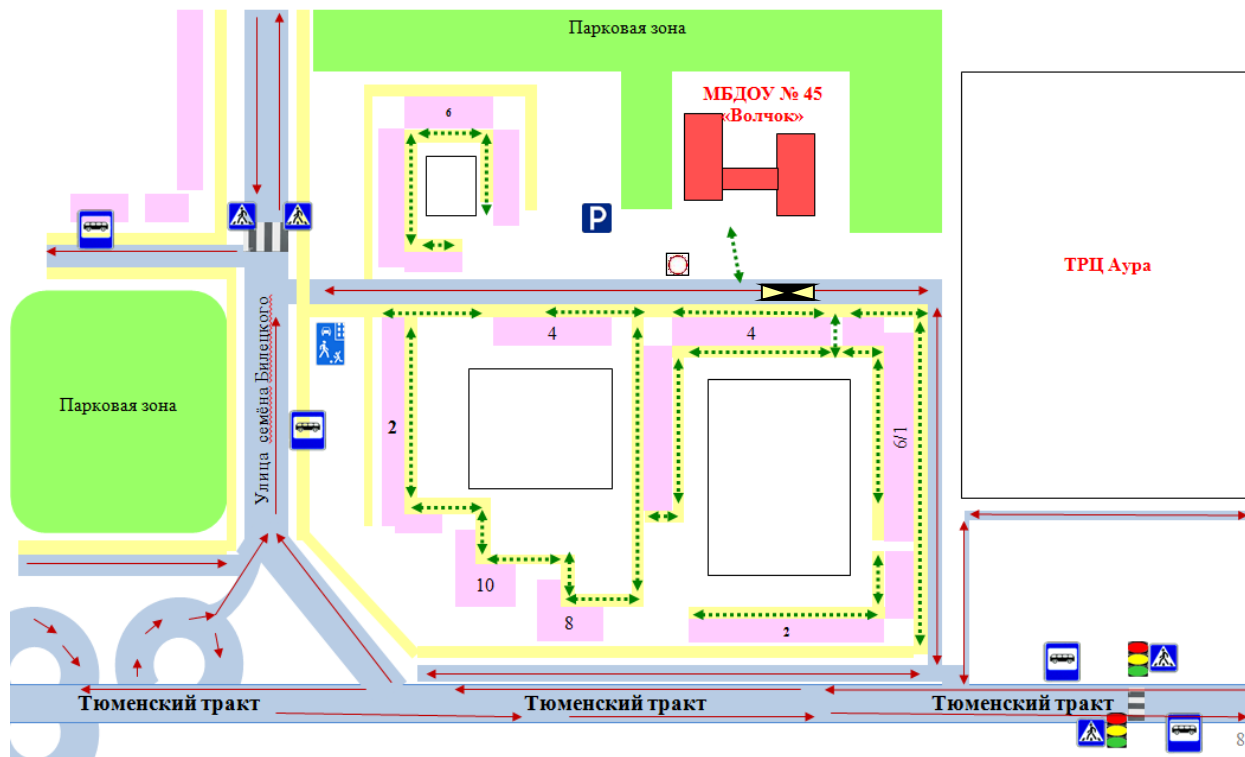 Парковая зона
МБДОУ № 45
«Волчок»
6
P
ТРЦ Аура
Улица семёна Билецкого
4
4
Парковая зона
2
6/1
10
8
2
Тюменский тракт
Тюменский тракт
Тюменский тракт
8